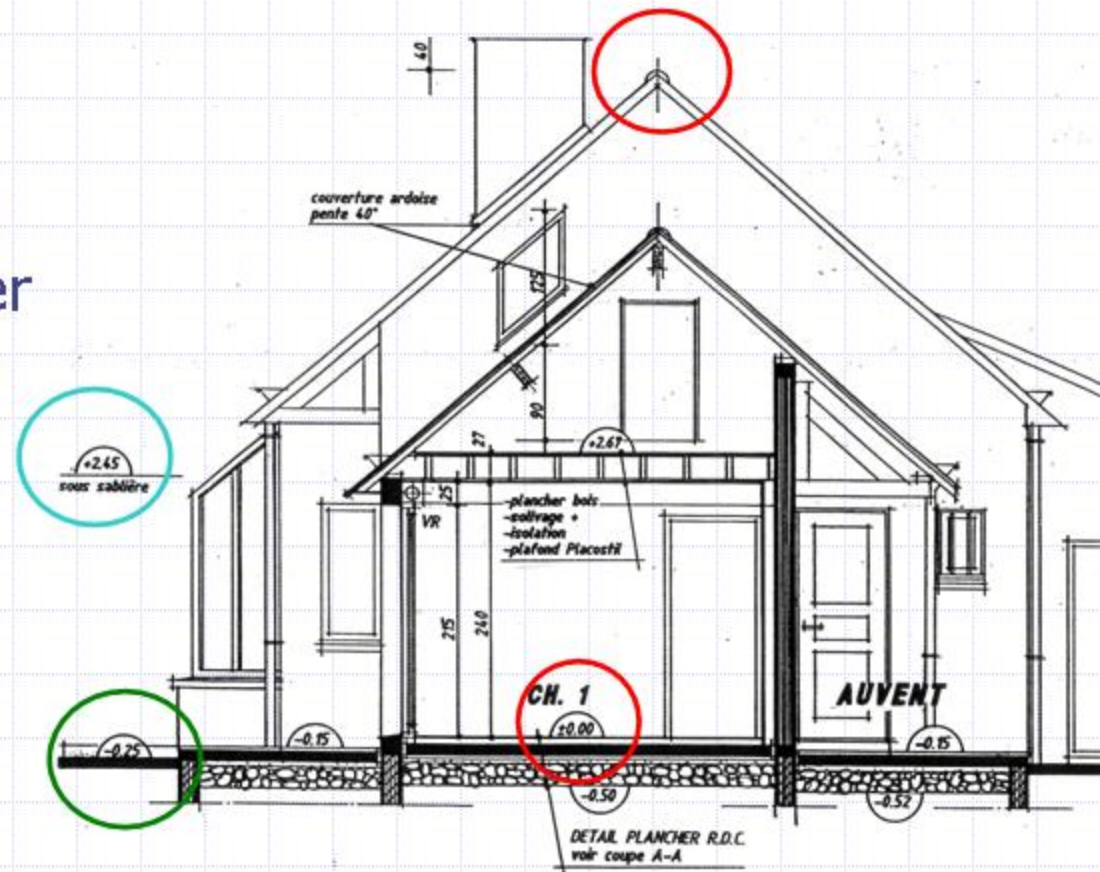 40
couverture ardoise
pente 40°
er
125
90
27
+2.67
+2.45
sous sablière
25
VR
-plancher bois
-solivage +
-isolation
-plafond Placostil
215
240
CH. 1
±0.00
AUVENT
-0.25
-0.15
-0.15
-0.50
-0.52
DETAIL PLANCHER R.D.C.
voir coupe A-A